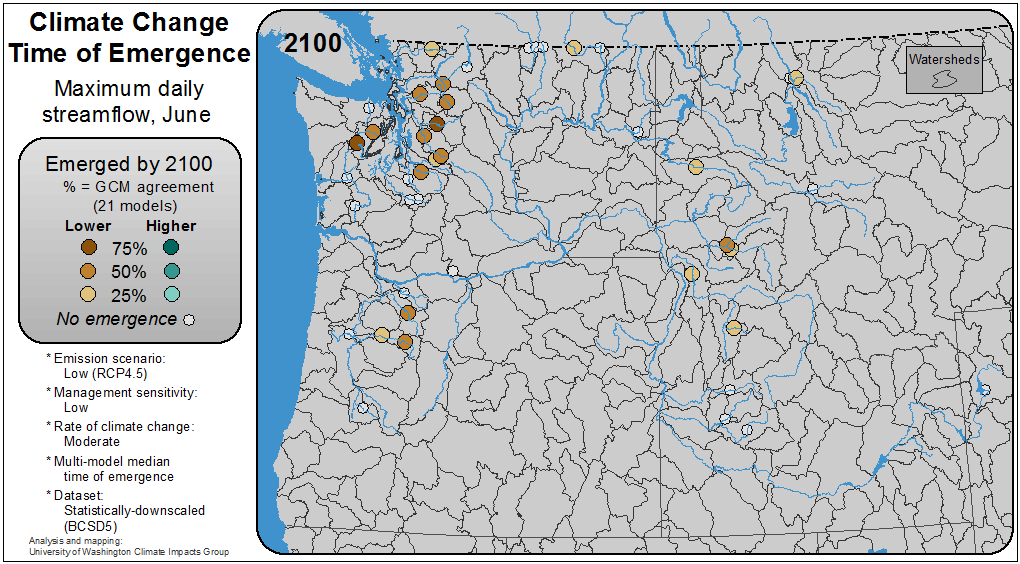 Climate Change
Time of Emergence
Maximum daily
streamflow, June
Emerged by 2100
% = GCM agreement
(21 models)
Lower Higher
75%
50%
25%
No emergence
* Emission scenario:
Low (RCP4.5)
* Management sensitivity:
Low
* Rate of climate change:
Moderate
* Multi-model median
time of emergence
* Dataset:
Statistically-downscaled
(BCSD5)
Analysis and mapping:
University of Washington Climate Impacts Group
2100
Watersheds